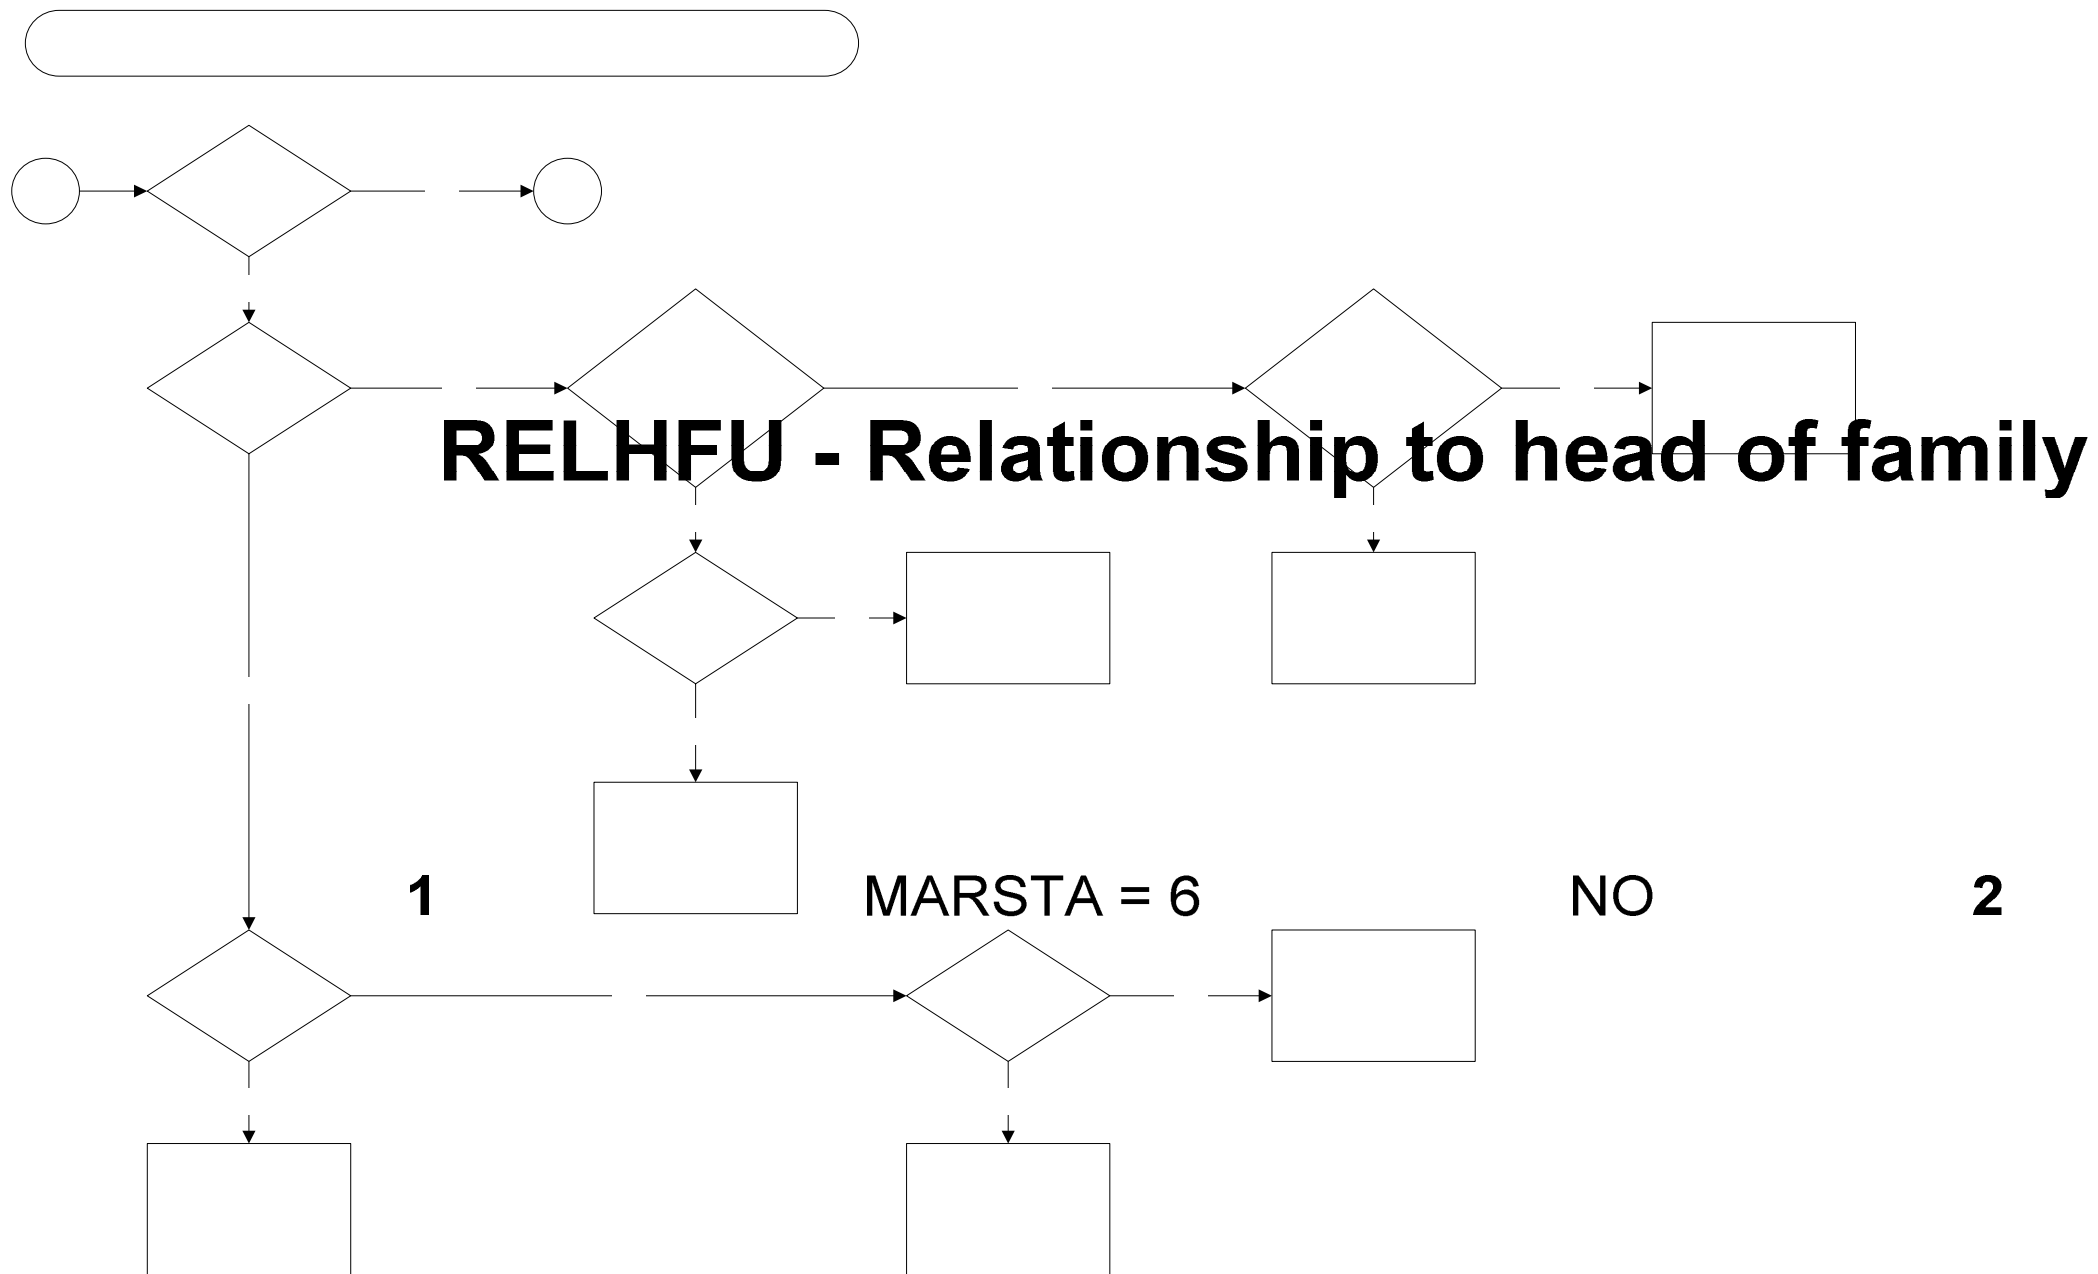 RELHFU - Relationship to head of family
1 MARSTA = 6 NO 2